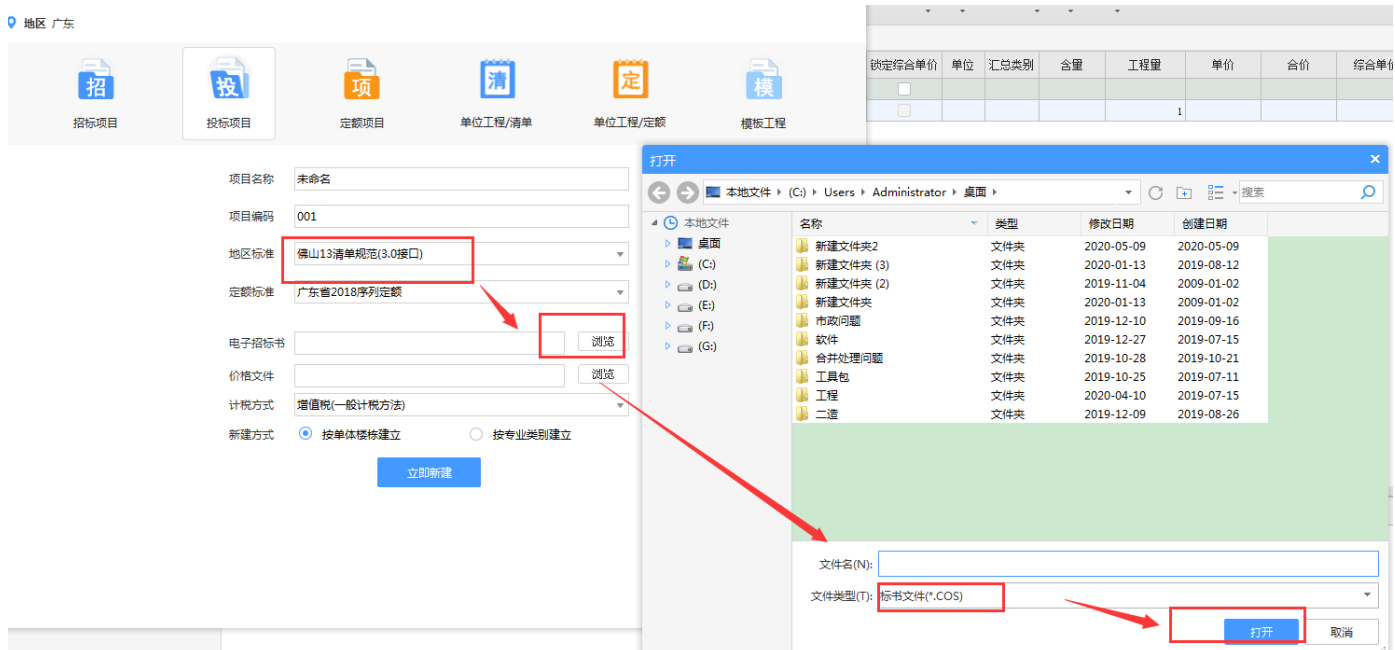 地区 广东
招 投 项 清 定 模
招标项目 投标项目 定额项目 单位工程/清单 单位工程/定额 模板工程
锁定综合单价 单位 汇总类别 含量 工程量 单价 合价 综合单价
1
项目名称 未命名
项目编码 001
地区标准 佛山13清单规范(3.0接口)
定额标准 广东省2018序列定额
电子招标书 浏览
价格文件 浏览
计税方式 增值税(一般计税方法)
新建方式 按单体楼栋建立 按专业类别建立
立即新建
打开
本地文件 (C:) Users Administrator 桌面 搜索
本地文件
桌面
(C:)
(D:)
(E:)
(F:)
(G:)
名称 类型 修改日期 创建日期
新建文件夹2 文件夹 2020-05-09 2020-05-09
新建文件夹 (3) 文件夹 2020-01-13 2019-08-12
新建文件夹 (2) 文件夹 2019-11-04 2009-01-02
新建文件夹 文件夹 2020-01-13 2009-01-02
市政问题 文件夹 2019-12-10 2019-09-16
软件 文件夹 2019-12-27 2019-07-15
合并处理问题 文件夹 2019-10-28 2019-10-21
工具包 文件夹 2019-10-25 2019-07-11
工程 文件夹 2020-04-10 2019-07-15
二造 文件夹 2019-12-09 2019-08-26
文件名(N):
文件类型(T): 标书文件(*.COS)
打开 取消